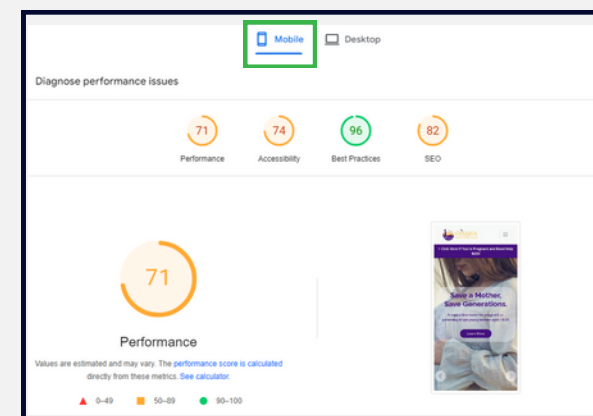 Mobile
Desktop
Diagnose performance issues
71
74
96
82
Performance
Accessibility
Best Practices
SEO
71
Performance
Values are estimated and may vary. The performance score is calculated
directly from these metrics. See calculator.
0–49
50–89
90–100
Save a Mother,
Save Generations.
Learn More